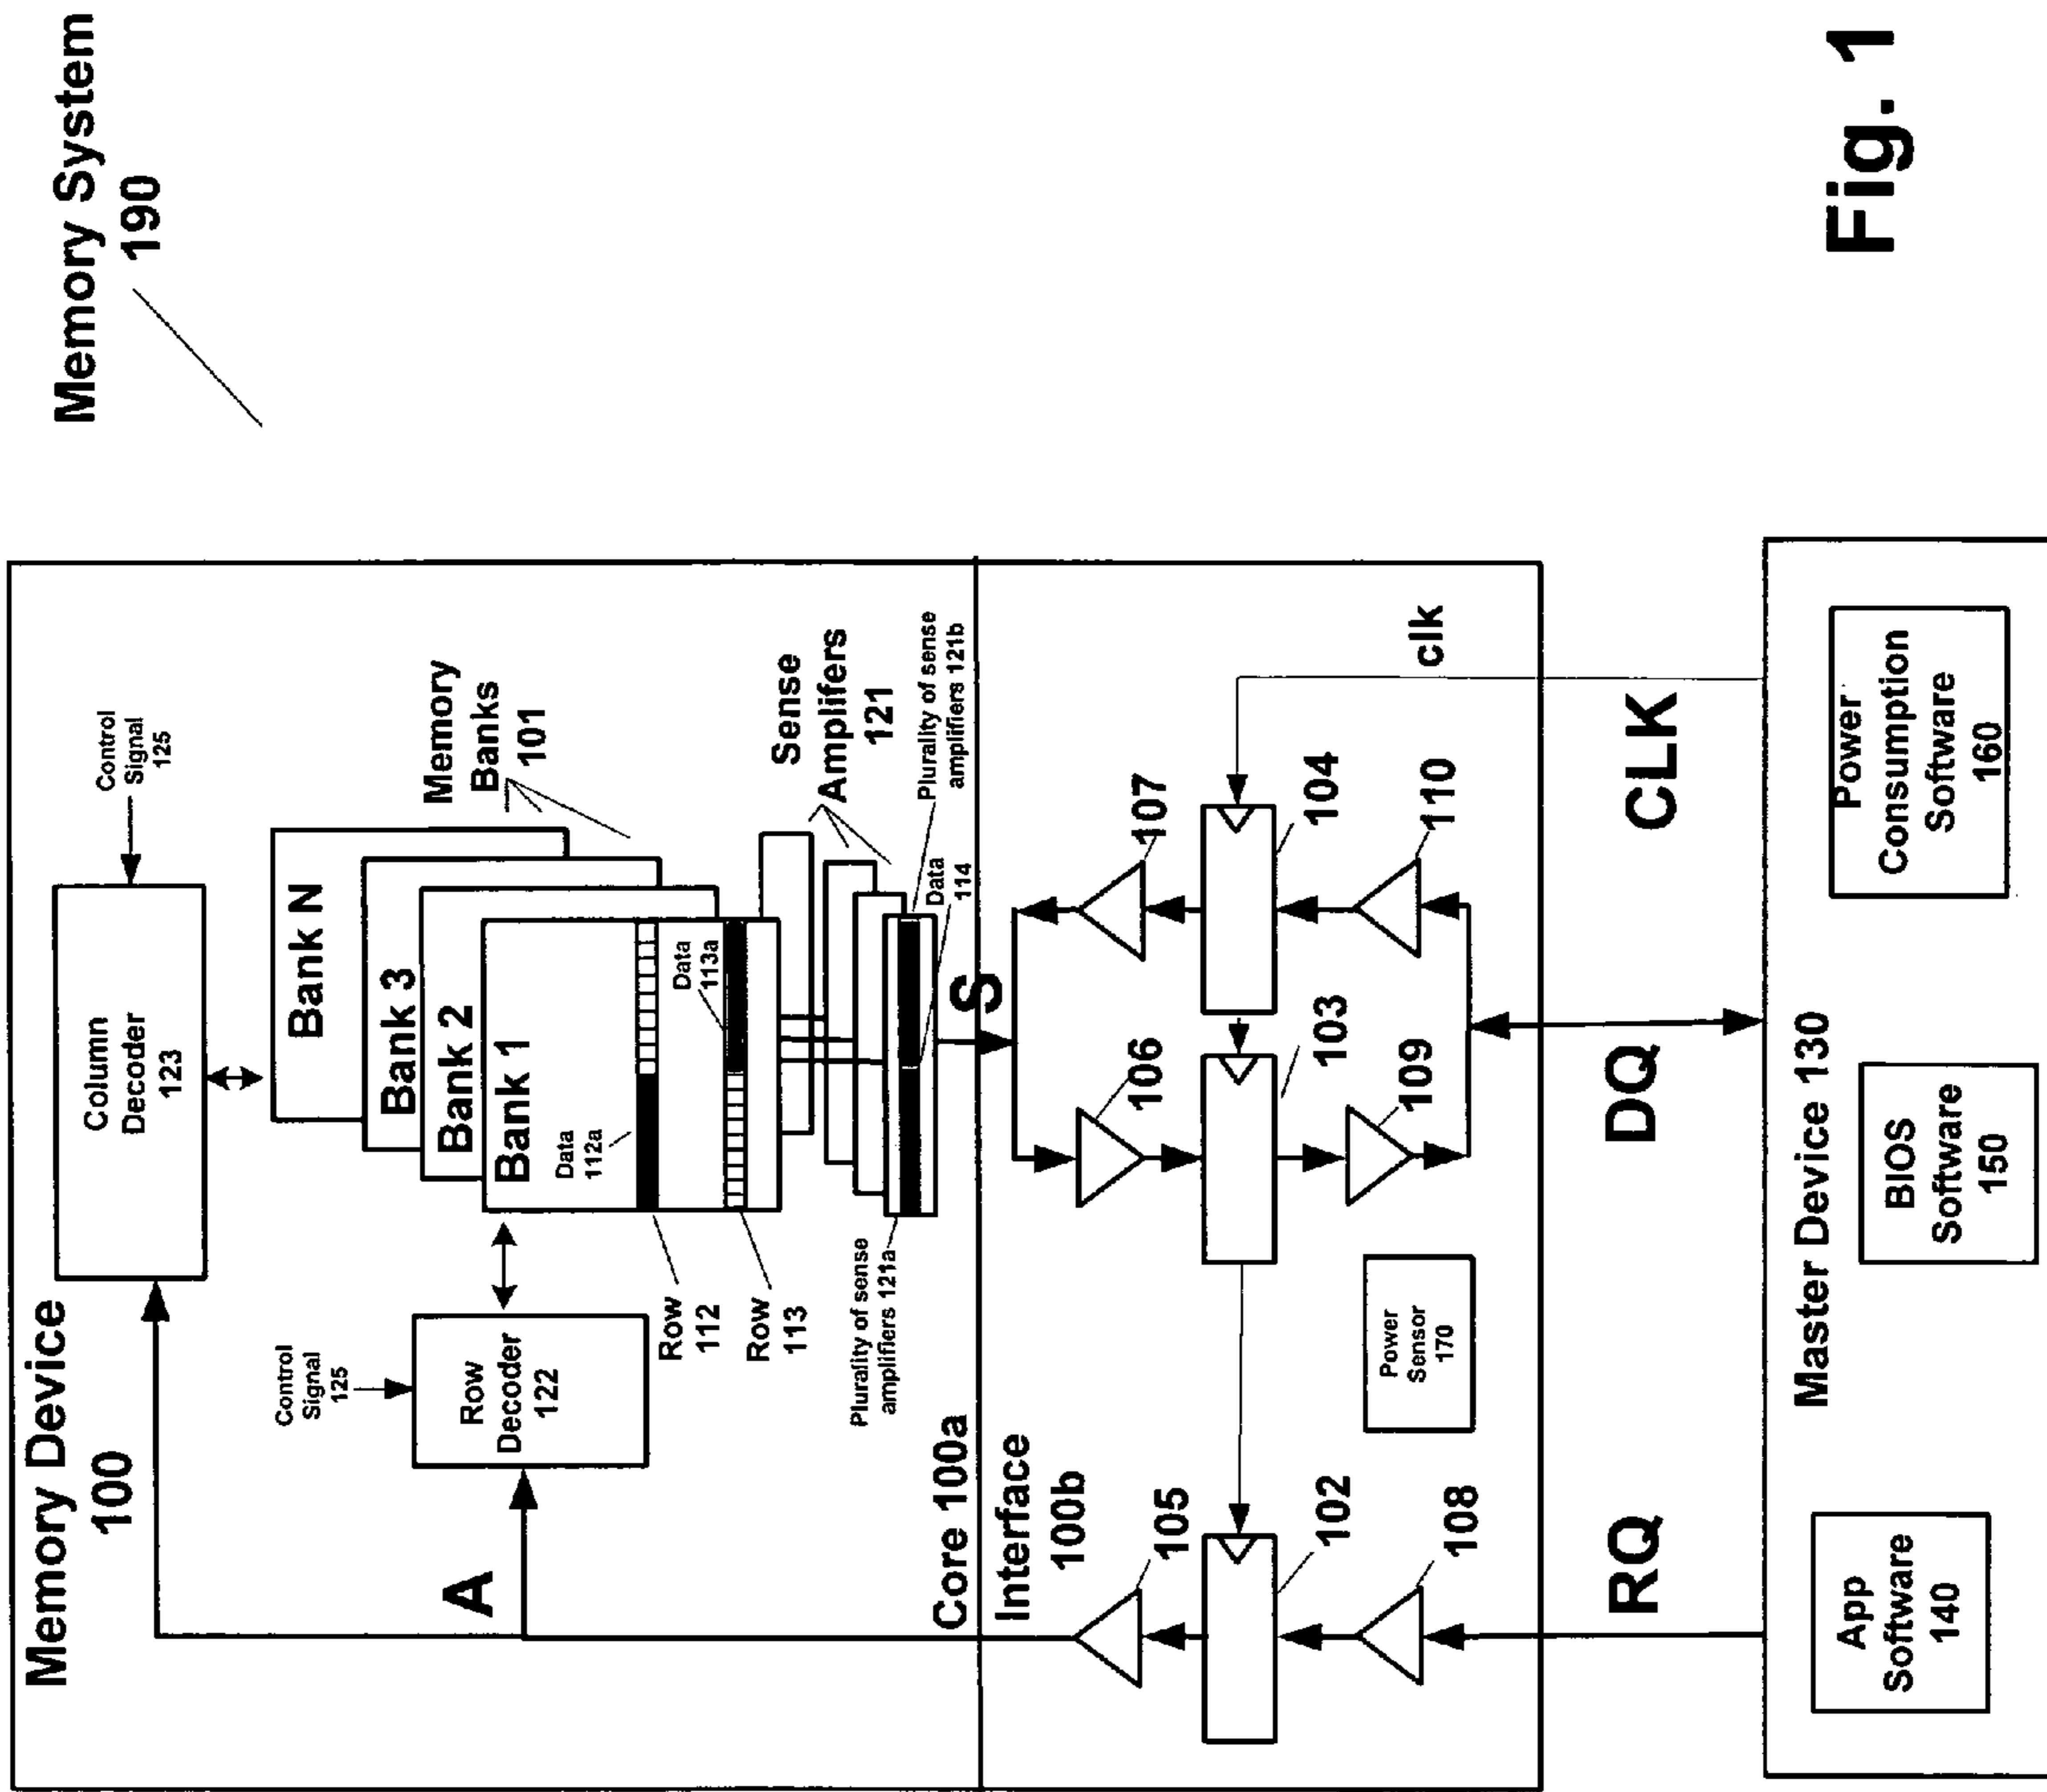 Memory System
190
Memory Device
100
Column
Decoder
123
Control
Signal
125
Control
Signal
125
Row
Decoder
122
Bank N
Bank 3
Bank 2
Bank 1
Memory
Banks
101
Data
112a
Data
113a
Row
112
Row
113
Sense
Amplifers
121
Plurality of sense
amplifiers 121a
Plurality of sense
amplifiers 121b
Data
114
A
S
Core 100a
Interface
100b
105
106
107
102
103
104
108
109
110
Power
Sensor
170
clk
RQ
DQ
CLK
Master Device 130
App
Software
140
BIOS
Software
150
Power
Consumption
Software
160
Fig. 1